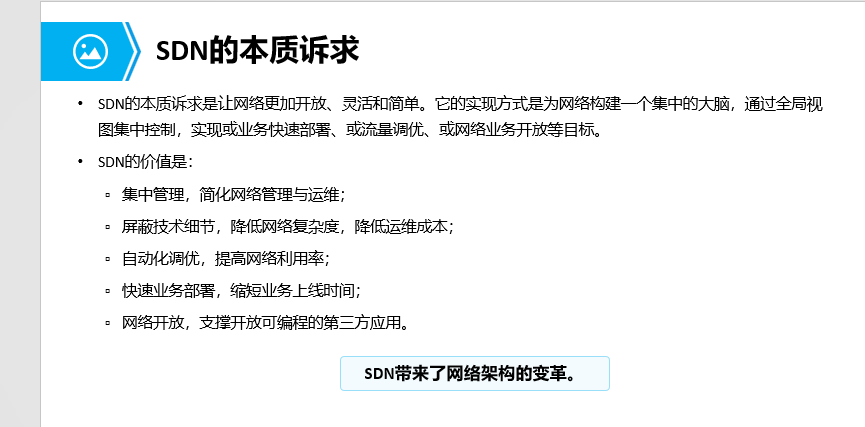 SDN的本质诉求
• SDN的本质诉求是让网络更加开放、灵活和简单。它的实现方式是为网络构建一个集中的大脑，通过全局视
图集中控制，实现或业务快速部署、或流量调优、或网络业务开放等目标。
• SDN的价值是：
▫ 集中管理，简化网络管理与运维；
▫ 屏蔽技术细节，降低网络复杂度，降低运维成本；
▫ 自动化调优，提高网络利用率；
▫ 快速业务部署，缩短业务上线时间；
▫ 网络开放，支撑开放可编程的第三方应用。
SDN带来了网络架构的变革。